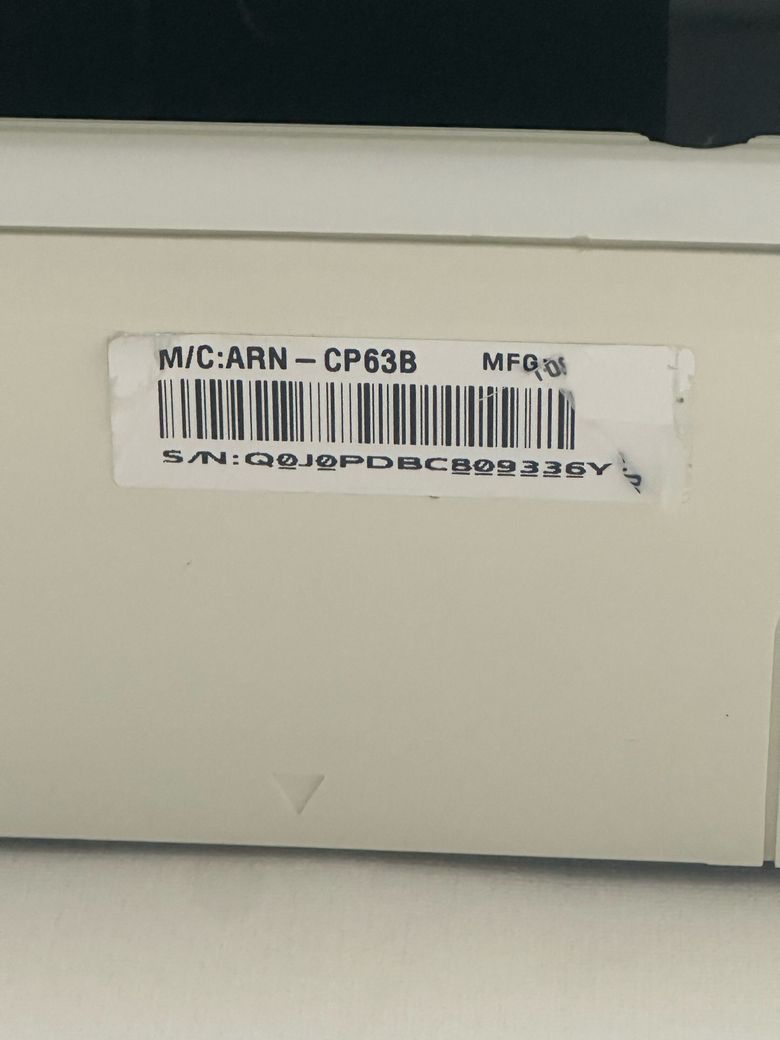 M/C:ARN – CP63B MFG:
S/N:Q0J0PDBC809336Y